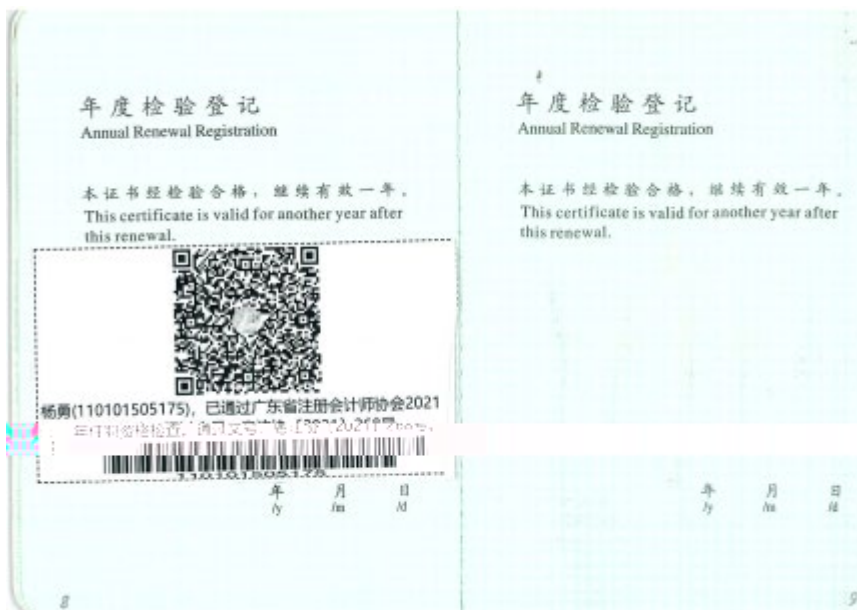 年度检验登记
Annual Renewal Registration
本证书经检验合格，继续有效一年。
This certificate is valid for another year after
this renewal.
杨勇(110101505175)，已通过广东省注册会计师协会2021
110101505175
年 月 日
/y /m /d
8
年度检验登记
Annual Renewal Registration
本证书经检验合格，继续有效一年。
This certificate is valid for another year after
this renewal.
年 月 日
/y /m /d
9